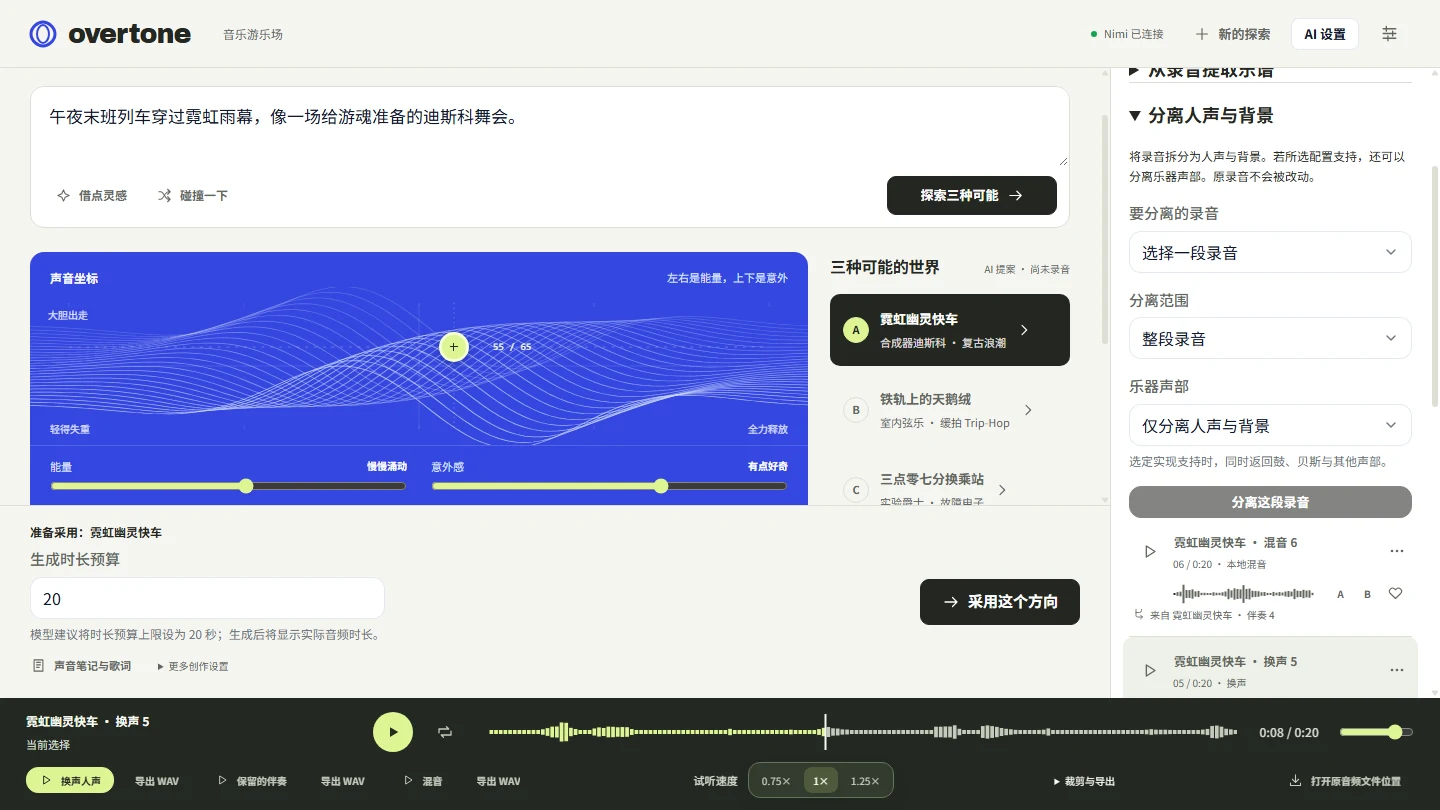 overtone
音乐游乐场
Nimi 已连接
新的探索
AI 设置
午夜末班列车穿过霓虹雨幕，像一场给游魂准备的迪斯科舞会。
借点灵感
碰撞一下
探索三种可能
声音坐标
左右是能量，上下是意外
大胆出走
55 / 65
轻得失重
全力释放
能量
慢慢涌动
意外感
有点好奇
三种可能的世界
AI 提案 · 尚未录音
A
霓虹幽灵快车
合成器迪斯科 · 复古浪潮
B
铁轨上的天鹅绒
室内弦乐 · 缓拍 Trip-Hop
C
三点零七分换乘站
实验爵士 · 故障电子
准备采用：霓虹幽灵快车
生成时长预算
20
模型建议将时长预算上限设为 20 秒；生成后将显示实际音频时长。
采用这个方向
声音笔记与歌词
更多创作设置
从录音提取乐谱
分离人声与背景
将录音拆分为人声与背景。若所选配置支持，还可以
分离乐器声部。原录音不会被改动。
要分离的录音
选择一段录音
分离范围
整段录音
乐器声部
仅分离人声与背景
选定实现支持时，同时返回鼓、贝斯与其他声部。
分离这段录音
霓虹幽灵快车 · 混音 6
06 / 0:20 · 本地混音
A
B
来自 霓虹幽灵快车 · 伴奏 4
霓虹幽灵快车 · 换声 5
05 / 0:20 · 换声
霓虹幽灵快车 · 换声 5
当前选择
0:08 / 0:20
换声人声
导出 WAV
保留的伴奏
导出 WAV
混音
导出 WAV
试听速度
0.75×
1×
1.25×
裁剪与导出
打开原音频文件位置